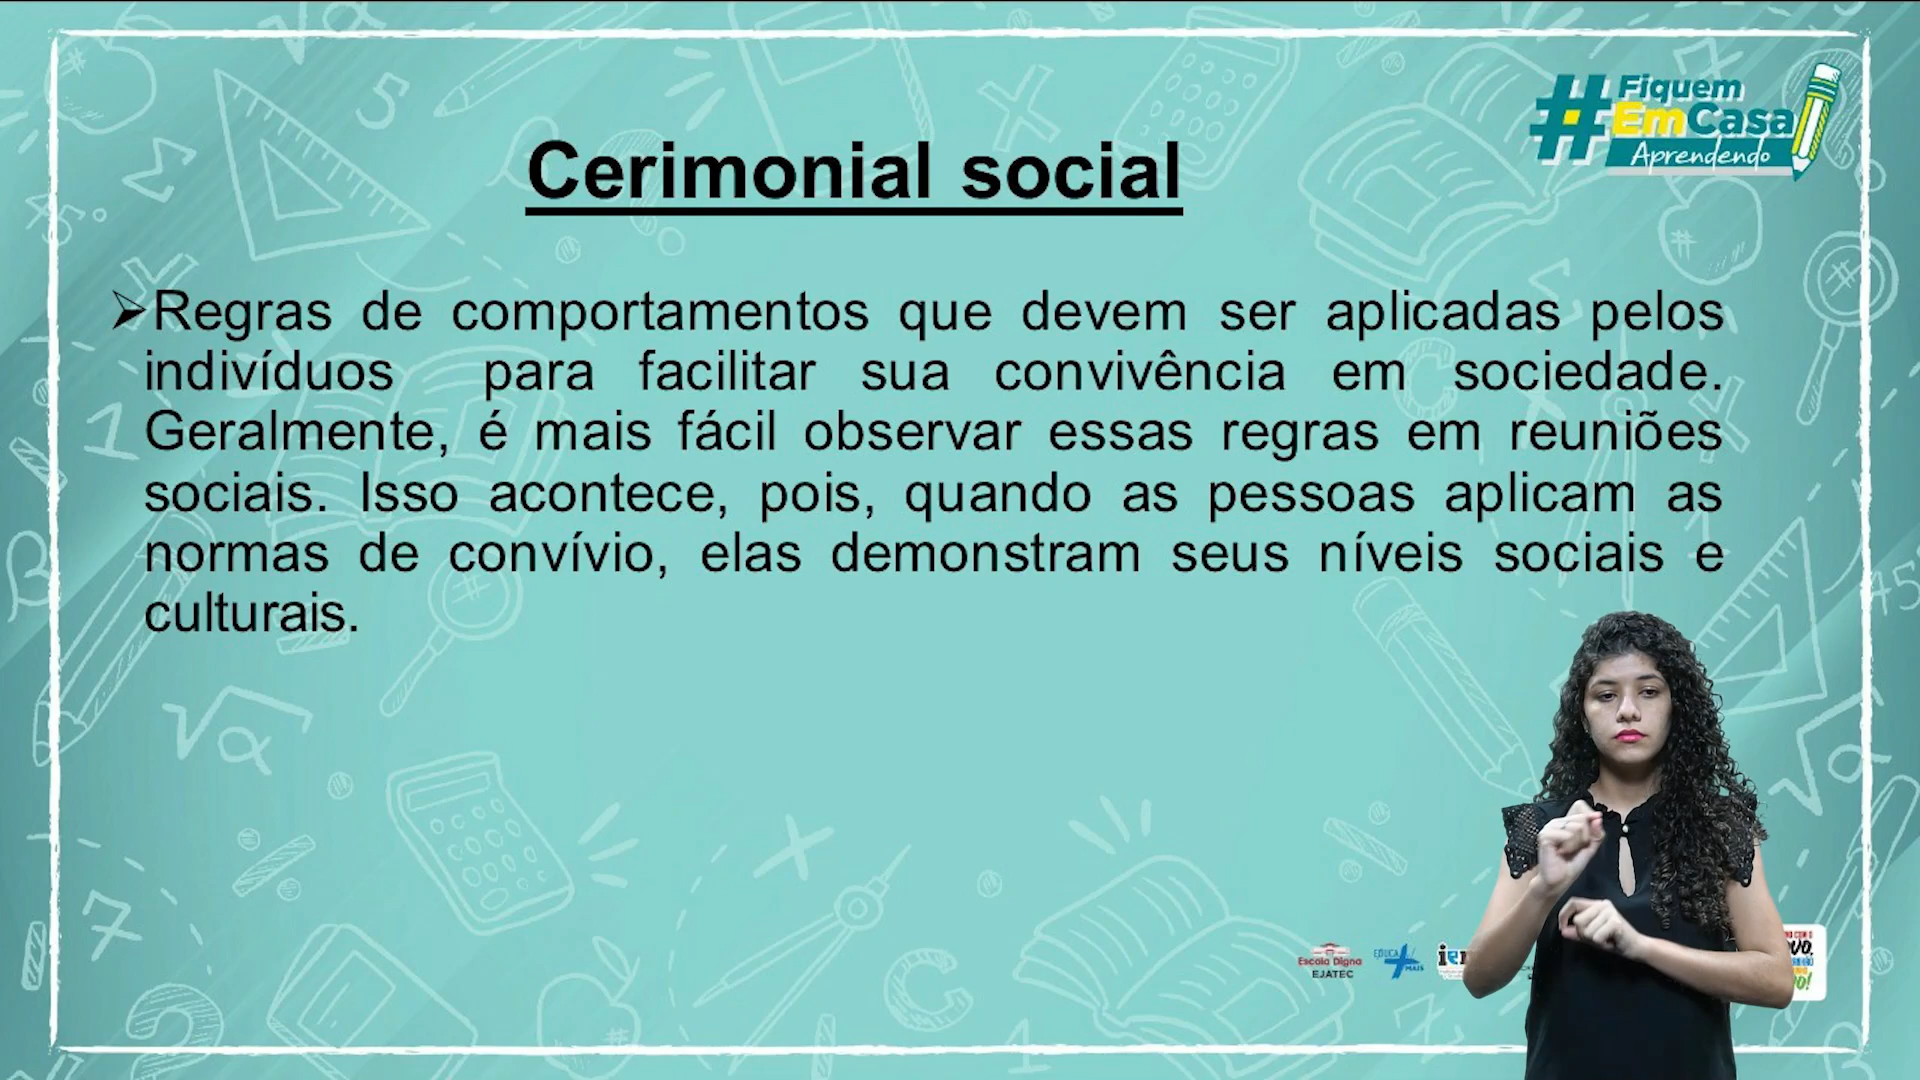 #Fiquem
EmCasa
Aprendendo
Cerimonial social
➢Regras de comportamentos que devem ser aplicadas pelos
indivíduos para facilitar sua convivência em sociedade.
Geralmente, é mais fácil observar essas regras em reuniões
sociais. Isso acontece, pois, quando as pessoas aplicam as
normas de convívio, elas demonstram seus níveis sociais e
culturais.
Escola Digna
EJATEC
EDUCA
MAIS